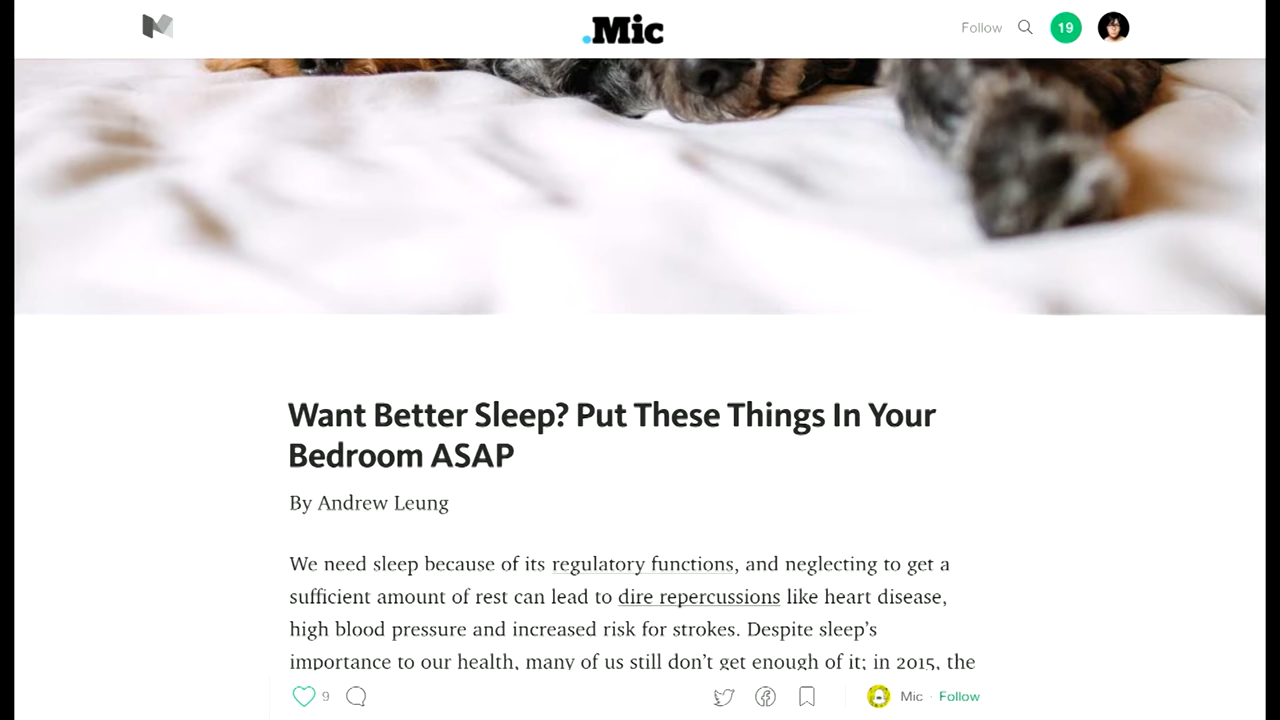 .Mic
Follow
19
Want Better Sleep? Put These Things In Your
Bedroom ASAP
By Andrew Leung
We need sleep because of its regulatory functions, and neglecting to get a
sufficient amount of rest can lead to dire repercussions like heart disease,
high blood pressure and increased risk for strokes. Despite sleep’s
importance to our health, many of us still don’t get enough of it; in 2015, the
9
Mic · Follow